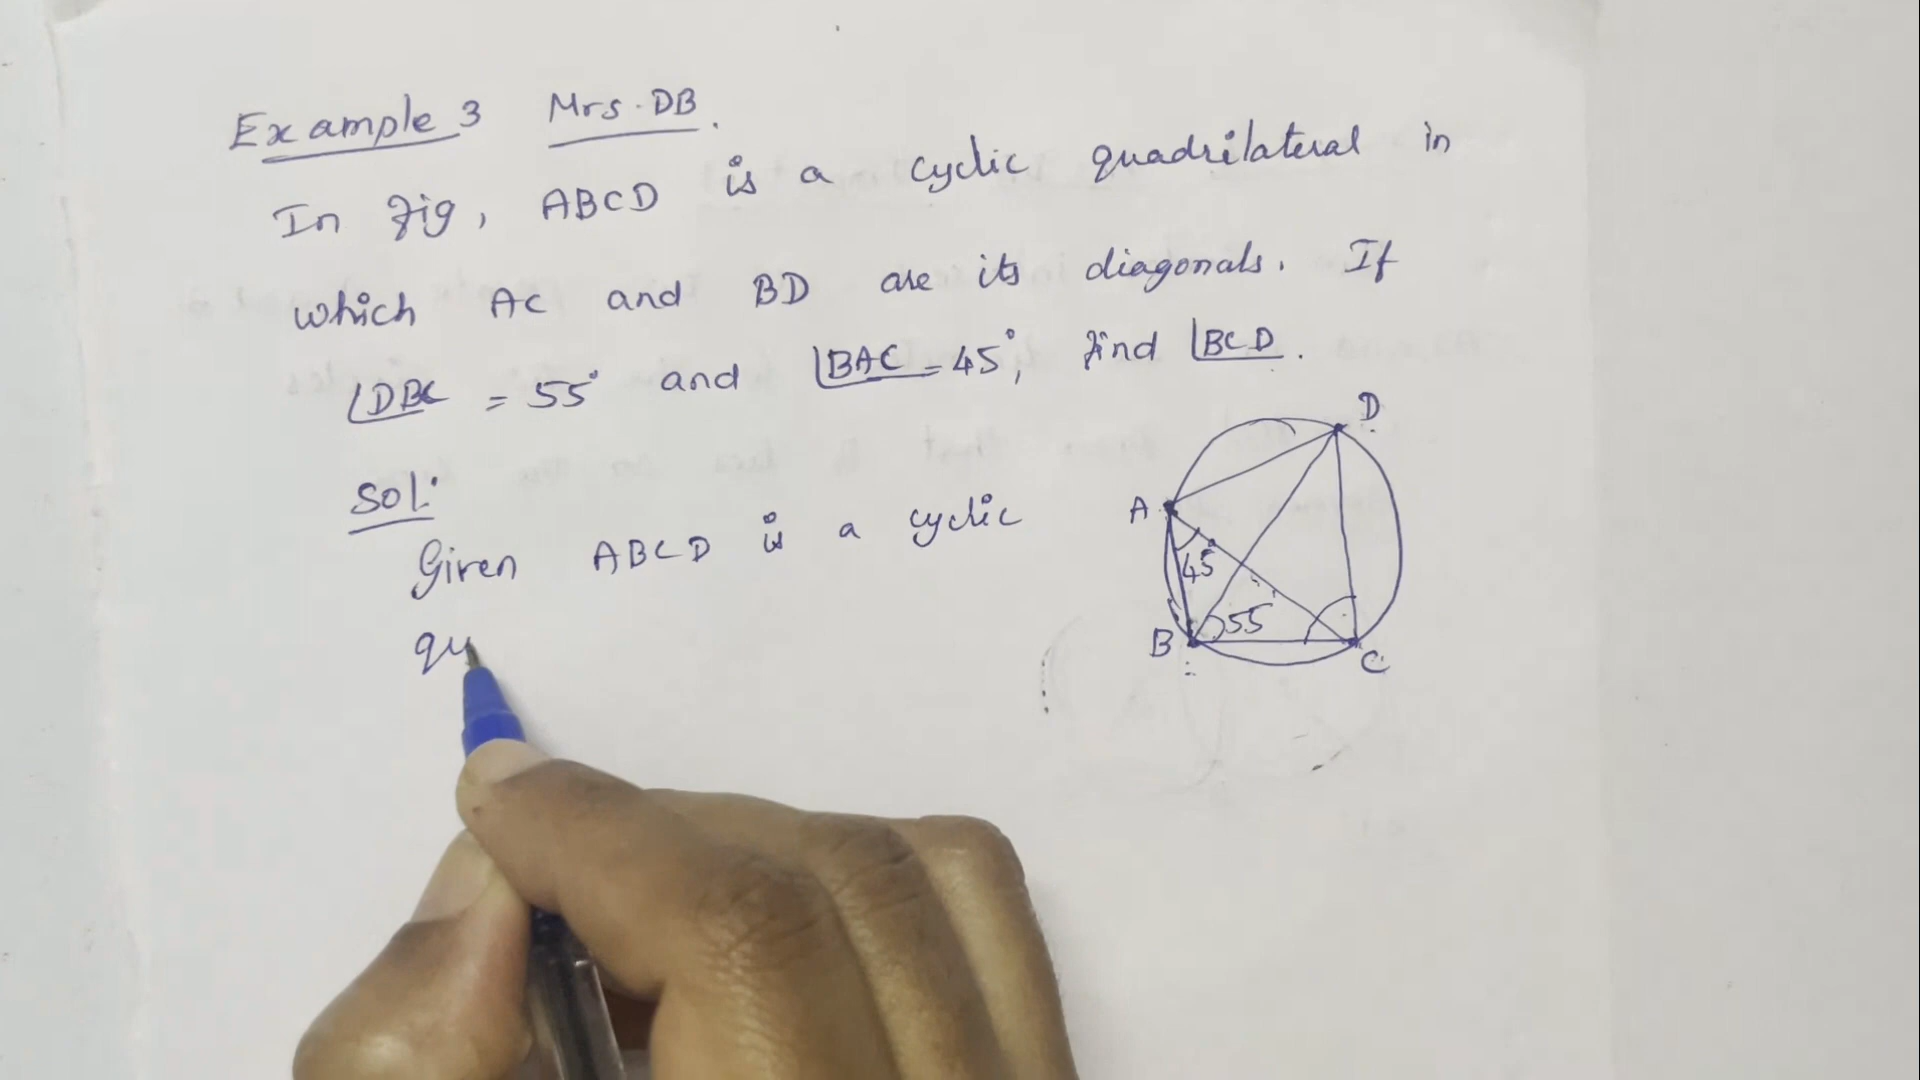 Example 3 Mrs. DB.
In fig, ABCD is a cyclic quadrilateral in
which AC and BD are its diagonals. If
∠DBC = 55° and ∠BAC = 45°, find ∠BCD.
Sol:
Given ABCD is a cyclic
qu
D
A
45°
B
55
C